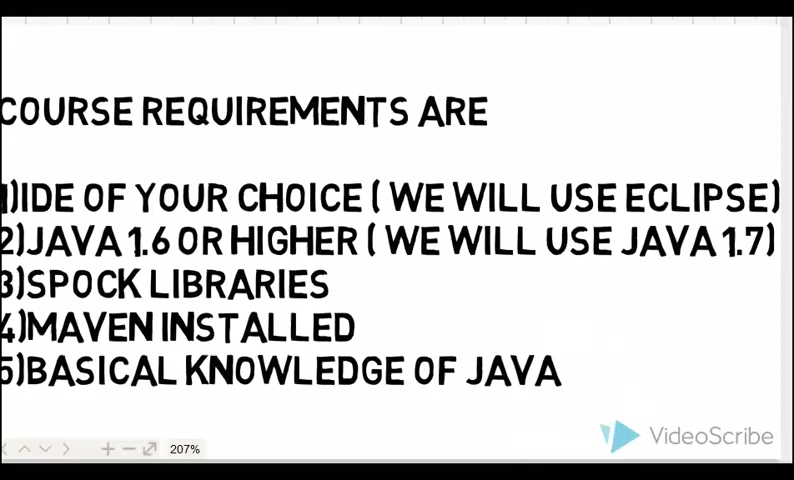 COURSE REQUIREMENTS ARE
1)IDE OF YOUR CHOICE ( WE WILL USE ECLIPSE)
2)JAVA 1.6 OR HIGHER ( WE WILL USE JAVA 1.7)
3)SPOCK LIBRARIES
4)MAVEN INSTALLED
5)BASICAL KNOWLEDGE OF JAVA
207%
VideoScribe